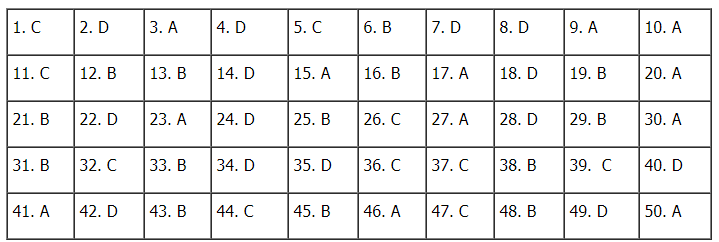 1. C 2. D 3. A 4. D 5. C 6. B 7. D 8. D 9. A 10. A
11. C 12. B 13. B 14. D 15. A 16. B 17. A 18. D 19. B 20. A
21. B 22. D 23. A 24. D 25. B 26. C 27. A 28. D 29. B 30. A
31. B 32. C 33. B 34. D 35. D 36. C 37. C 38. B 39. C 40. D
41. A 42. D 43. B 44. C 45. B 46. A 47. C 48. B 49. D 50. A